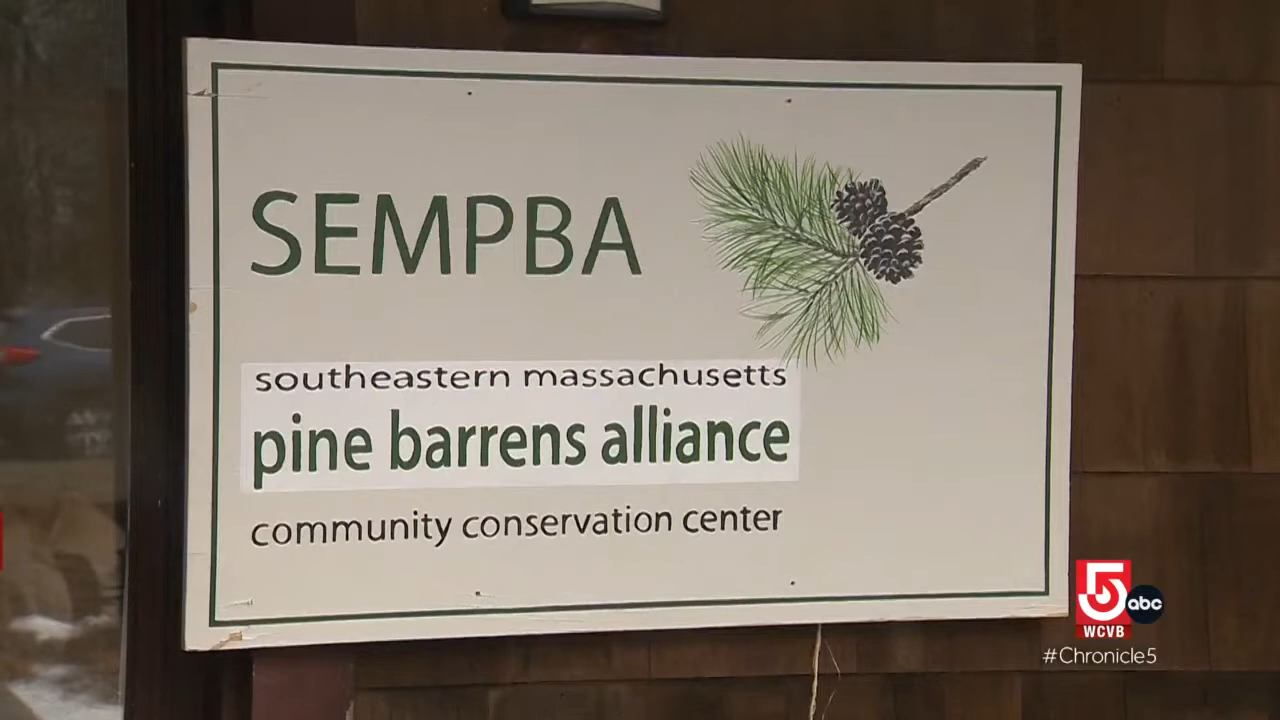 SEMPBA
southeastern massachusetts
pine barrens alliance
community conservation center
5
abc
WCVB
#Chronicle5